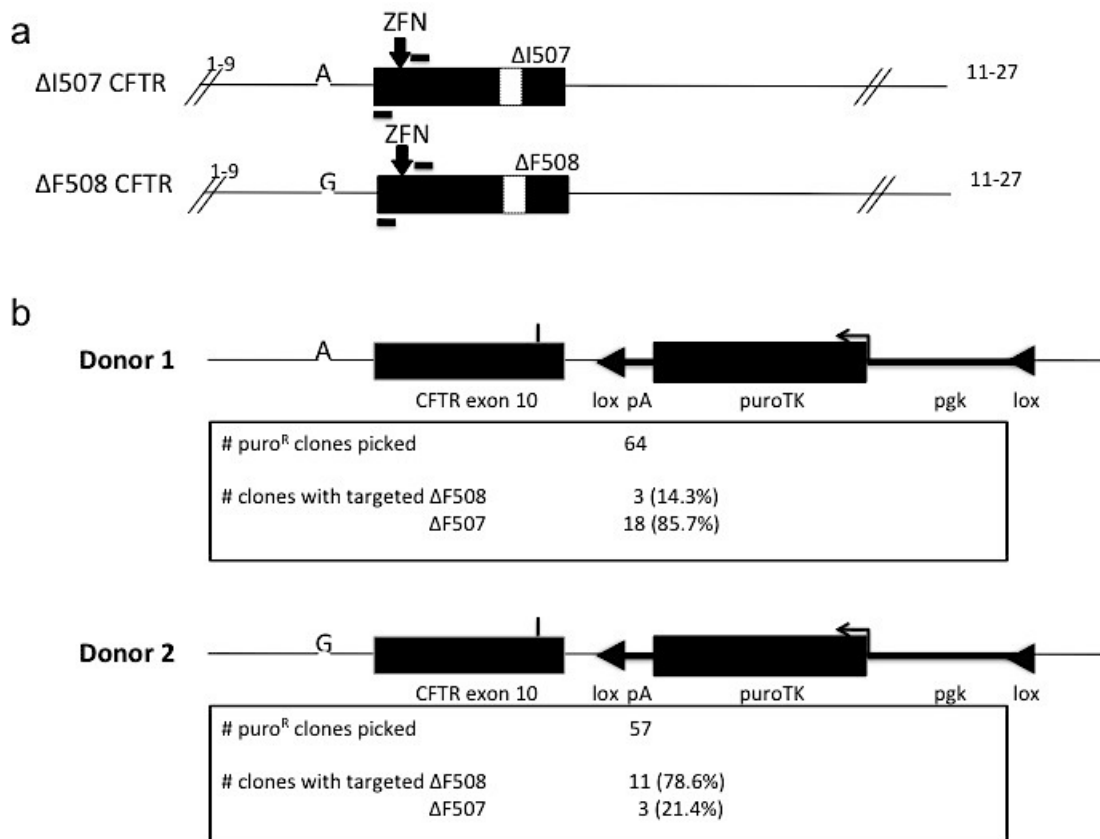 a
ZFN
ΔI507
ΔI507 CFTR 1-9 A 11-27
ZFN
ΔF508
ΔF508 CFTR 1-9 G 11-27
b
Donor 1 A
CFTR exon 10 lox pA puroTK pgk lox
# puroᴿ clones picked 64
# clones with targeted ΔF508 3 (14.3%)
ΔF507 18 (85.7%)
Donor 2 G
CFTR exon 10 lox pA puroTK pgk lox
# puroᴿ clones picked 57
# clones with targeted ΔF508 11 (78.6%)
ΔF507 3 (21.4%)